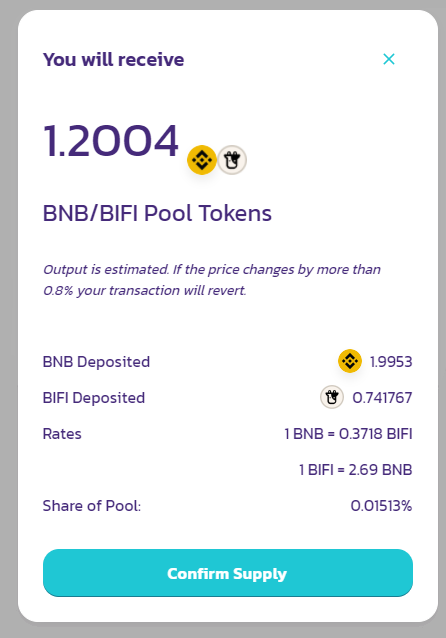 You will receive
1.2004
BNB/BIFI Pool Tokens
Output is estimated. If the price changes by more than
0.8% your transaction will revert.
BNB Deposited 1.9953
BIFI Deposited 0.741767
Rates 1 BNB = 0.3718 BIFI
1 BIFI = 2.69 BNB
Share of Pool: 0.01513%
Confirm Supply